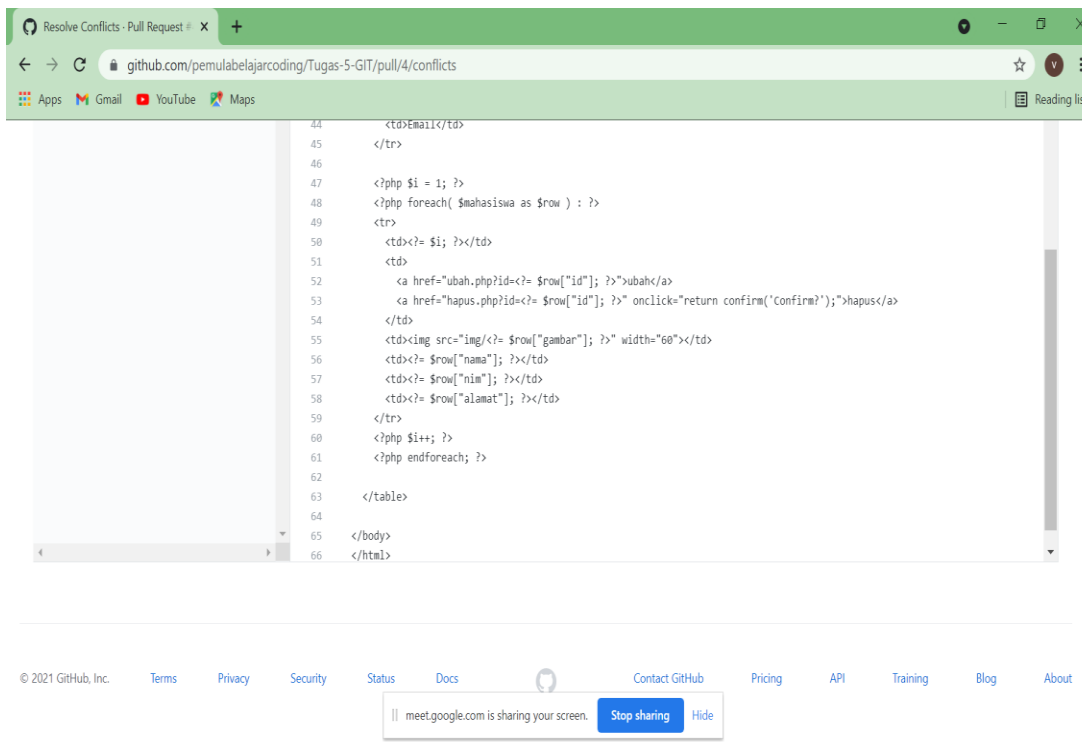 Resolve Conflicts · Pull Request #
github.com/pemulabelajarcoding/Tugas-5-GIT/pull/4/conflicts
V
Apps Gmail YouTube Maps Reading lis
44 <td>Email</td>
45 </tr>
46
47 <?php $i = 1; ?>
48 <?php foreach( $mahasiswa as $row ) : ?>
49 <tr>
50 <td><?= $i; ?></td>
51 <td>
52 <a href="ubah.php?id=<?= $row["id"]; ?>">ubah</a>
53 <a href="hapus.php?id=<?= $row["id"]; ?>" onclick="return confirm('Confirm?');">hapus</a>
54 </td>
55 <td><img src="img/<?= $row["gambar"]; ?>" width="60"></td>
56 <td><?= $row["nama"]; ?></td>
57 <td><?= $row["nim"]; ?></td>
58 <td><?= $row["alamat"]; ?></td>
59 </tr>
60 <?php $i++; ?>
61 <?php endforeach; ?>
62
63 </table>
64
65 </body>
66 </html>
© 2021 GitHub, Inc. Terms Privacy Security Status Docs Contact GitHub Pricing API Training Blog About
meet.google.com is sharing your screen. Stop sharing Hide